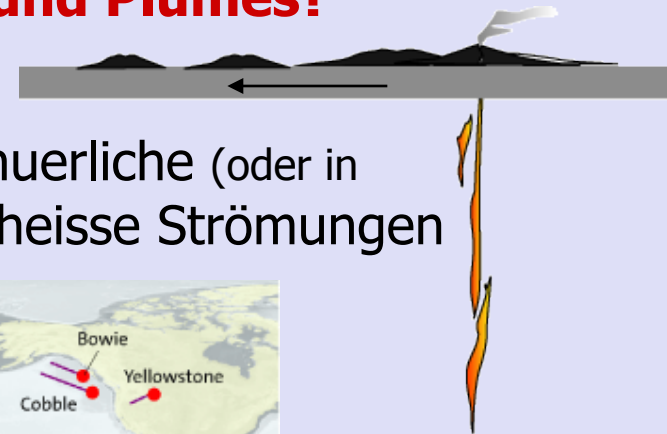 und Plumes?
nuerliche (oder in
heisse Strömungen
Bowie
Yellowstone
Cobble